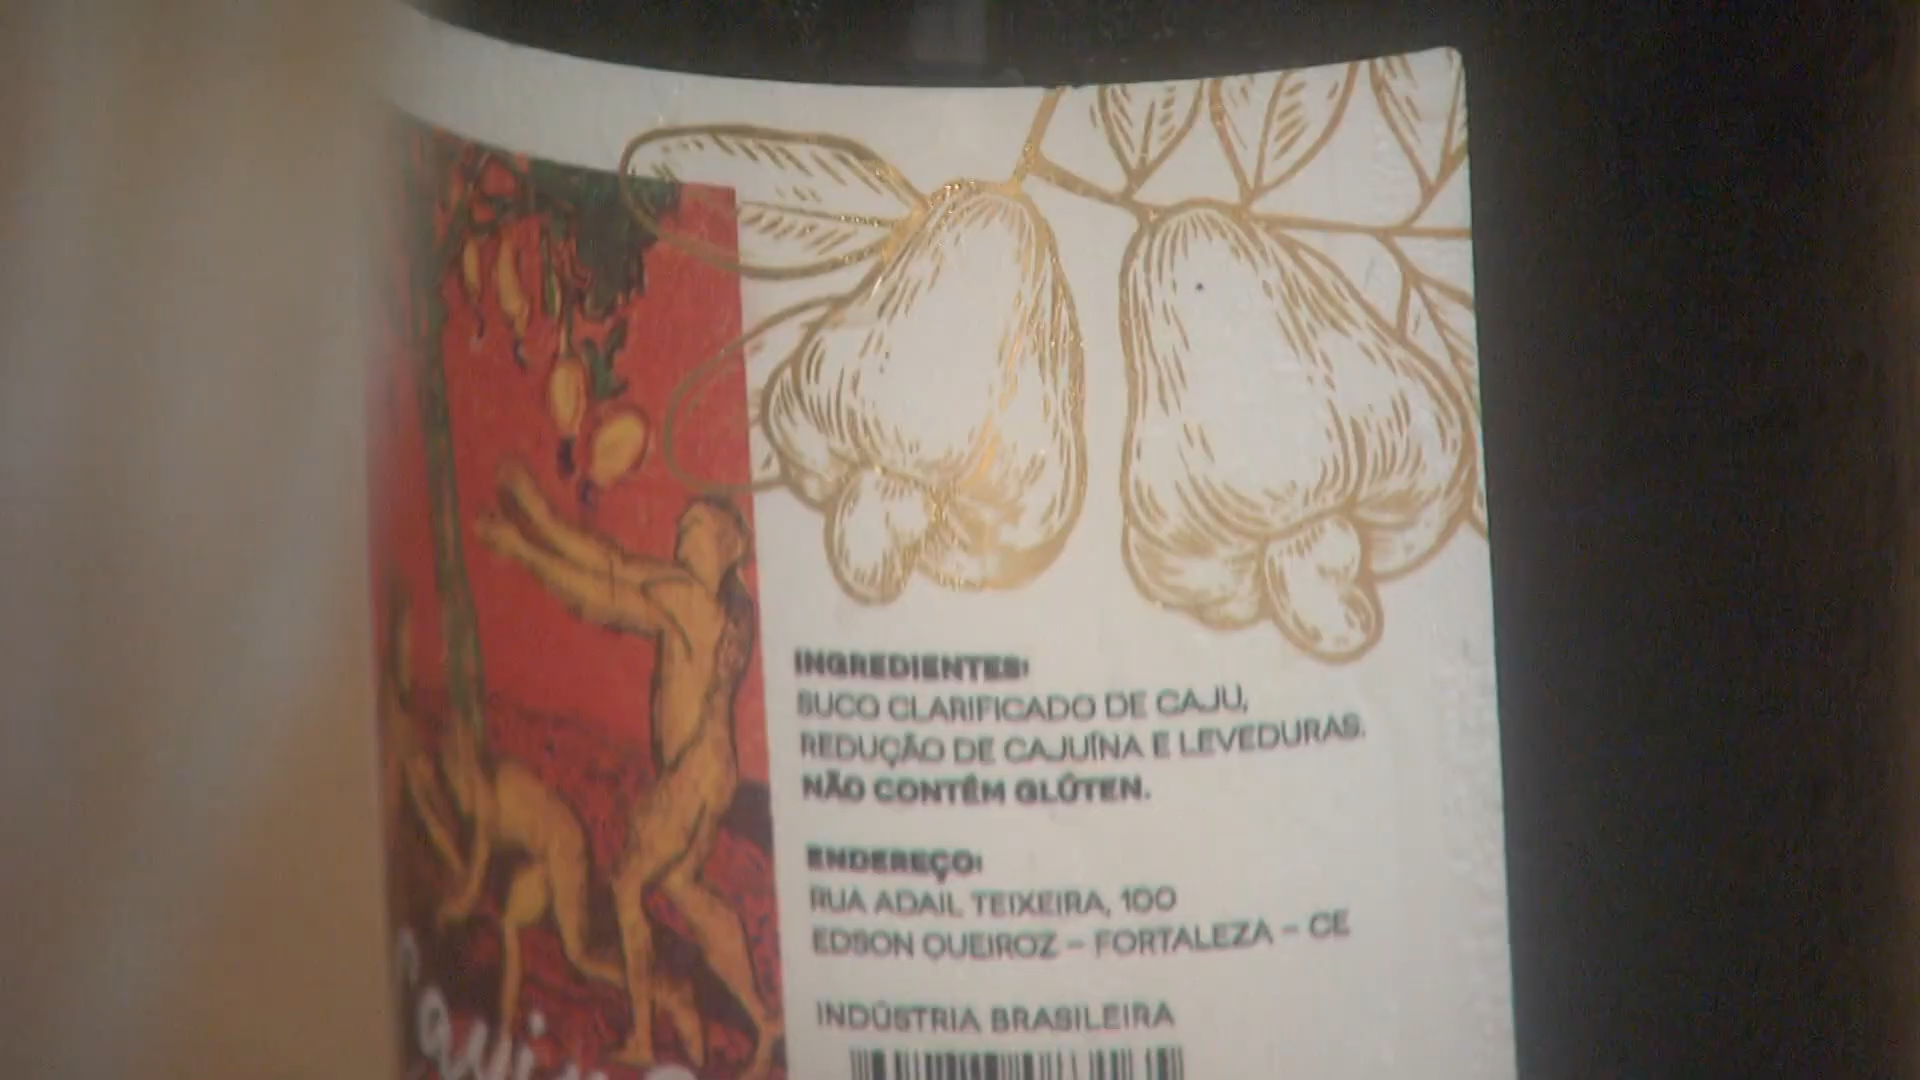 INGREDIENTES:
SUCO CLARIFICADO DE CAJU,
REDUÇÃO DE CAJUÍNA E LEVEDURAS.
NÃO CONTÉM GLÚTEN.
ENDEREÇO:
RUA ADAIL TEIXEIRA, 100
EDSON QUEIROZ – FORTALEZA – CE
INDÚSTRIA BRASILEIRA